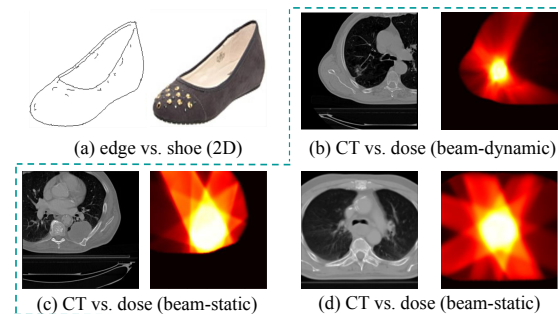 (a) edge vs. shoe (2D)
(b) CT vs. dose (beam-dynamic)
(c) CT vs. dose (beam-static)
(d) CT vs. dose (beam-static)